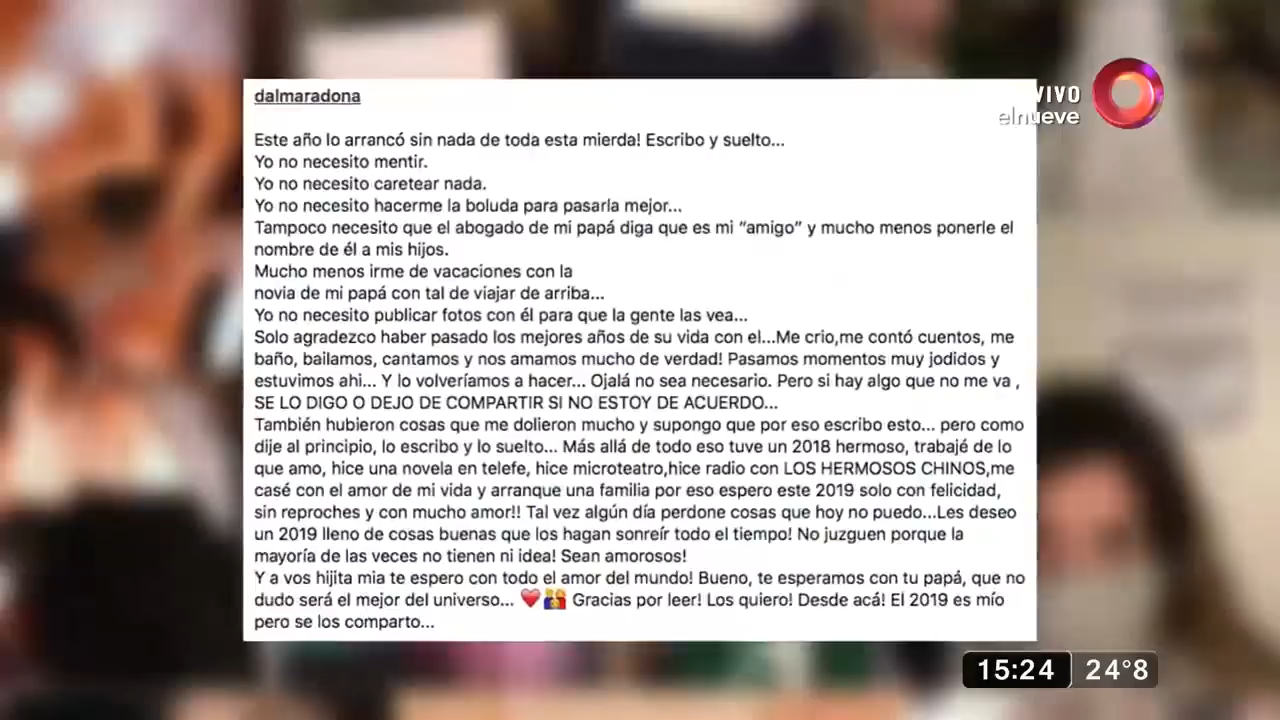 dalmaradona
Este año lo arrancó sin nada de toda esta mierda! Escribo y suelto...
Yo no necesito mentir.
Yo no necesito caretear nada.
Yo no necesito hacerme la boluda para pasarla mejor...
Tampoco necesito que el abogado de mi papá diga que es mi “amigo” y mucho menos ponerle el
nombre de él a mis hijos.
Mucho menos irme de vacaciones con la
novia de mi papá con tal de viajar de arriba...
Yo no necesito publicar fotos con él para que la gente las vea...
Solo agradezco haber pasado los mejores años de su vida con el...Me crio,me contó cuentos, me
baño, bailamos, cantamos y nos amamos mucho de verdad! Pasamos momentos muy jodidos y
estuvimos ahi... Y lo volveríamos a hacer... Ojalá no sea necesario. Pero si hay algo que no me va ,
SE LO DIGO O DEJO DE COMPARTIR SI NO ESTOY DE ACUERDO...
También hubieron cosas que me dolieron mucho y supongo que por eso escribo esto... pero como
dije al principio, lo escribo y lo suelto... Más allá de todo eso tuve un 2018 hermoso, trabajé de lo
que amo, hice una novela en telefe, hice microteatro,hice radio con LOS HERMOSOS CHINOS,me
casé con el amor de mi vida y arranque una familia por eso espero este 2019 solo con felicidad,
sin reproches y con mucho amor!! Tal vez algún día perdone cosas que hoy no puedo...Les deseo
un 2019 lleno de cosas buenas que los hagan sonreír todo el tiempo! No juzguen porque la
mayoría de las veces no tienen ni idea! Sean amorosos!
Y a vos hijita mia te espero con todo el amor del mundo! Bueno, te esperamos con tu papá, que no
dudo será el mejor del universo... ❤️👫 Gracias por leer! Los quiero! Desde acá! El 2019 es mío
pero se los comparto...
VIVO
elnueve
15:24 24°8